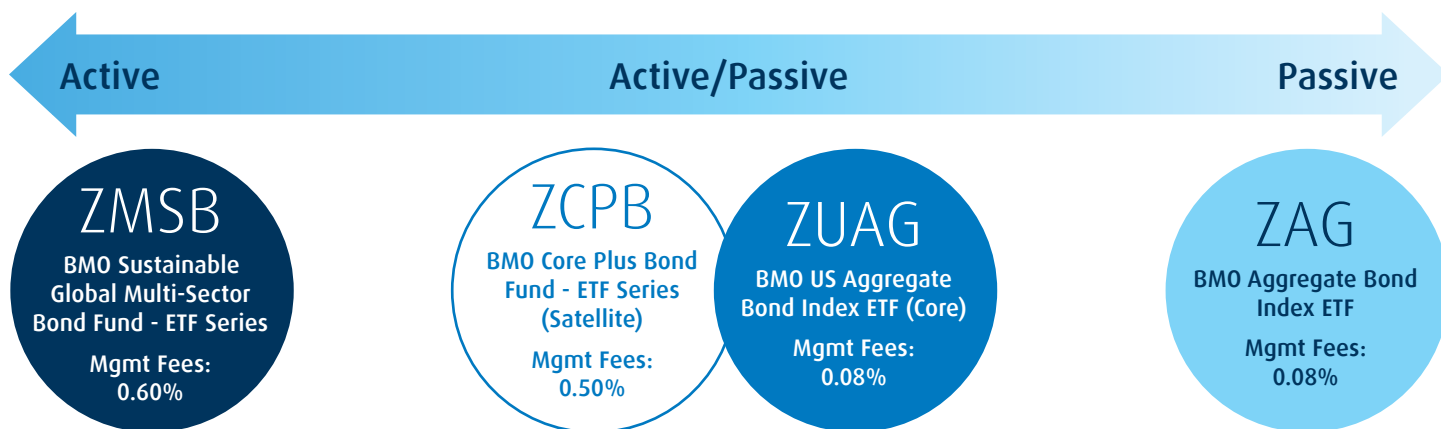 Active
Active/Passive
Passive
ZMSB
BMO Sustainable
Global Multi-Sector
Bond Fund - ETF Series
Mgmt Fees:
0.60%
ZCPB
BMO Core Plus Bond
Fund - ETF Series
(Satellite)
Mgmt Fees:
0.50%
ZUAG
BMO US Aggregate
Bond Index ETF (Core)
Mgmt Fees:
0.08%
ZAG
BMO Aggregate Bond
Index ETF
Mgmt Fees:
0.08%